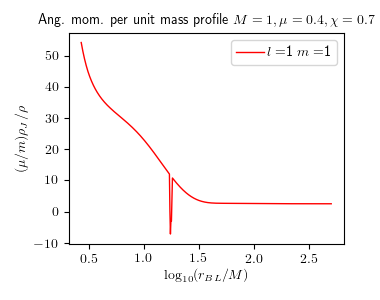 Ang. mom. per unit mass profile M = 1, μ = 0.4, χ = 0.7
l =1 m =1
(μ/m)ρ_J/ρ
50
40
30
20
10
0
−10
0.5 1.0 1.5 2.0 2.5
log₁₀(r_BL/M)